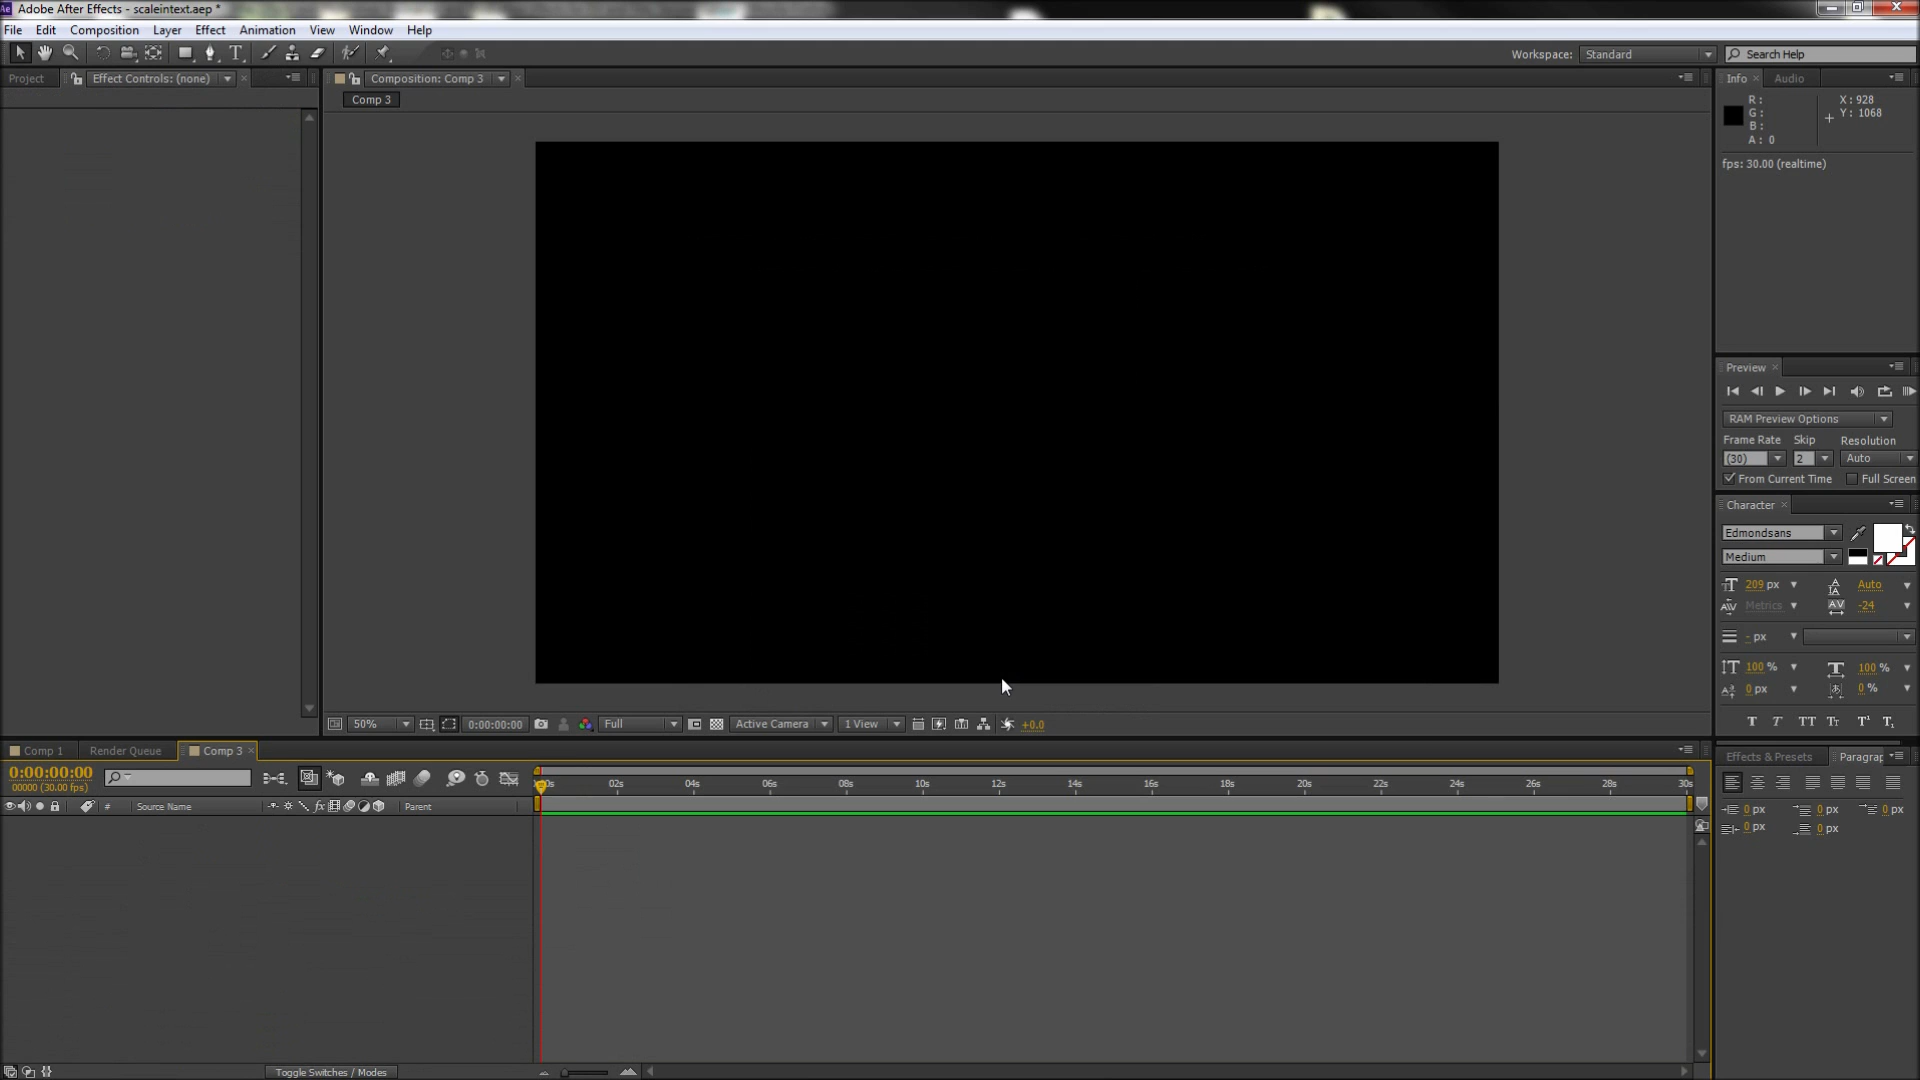 Adobe After Effects - scaleintext.aep *
File Edit Composition Layer Effect Animation View Window Help
Workspace: Standard Search Help
Project Effect Controls: (none) Composition: Comp 3 Info Audio
Comp 3
R: X: 928
G: Y: 1068
B:
A: 0
fps: 30.00 (realtime)
Preview
RAM Preview Options
Frame Rate Skip Resolution
(30) 2 Auto
From Current Time Full Screen
Character
Edmondsans
Medium
209 px Auto
Metrics -24
- px
100 % 100 %
0 px 0 %
T T TT Tt T¹ T₁
50% 0:00:00:00 Full Active Camera 1 View +0.0
Comp 1 Render Queue Comp 3
Effects & Presets Paragrap
0:00:00:00
00000 (30.00 fps)
02s 04s 06s 08s 10s 12s 14s 16s 18s 20s 22s 24s 26s 28s 30s
# Source Name fx Parent
0 px 0 px 0 px
0 px 0 px
Toggle Switches / Modes